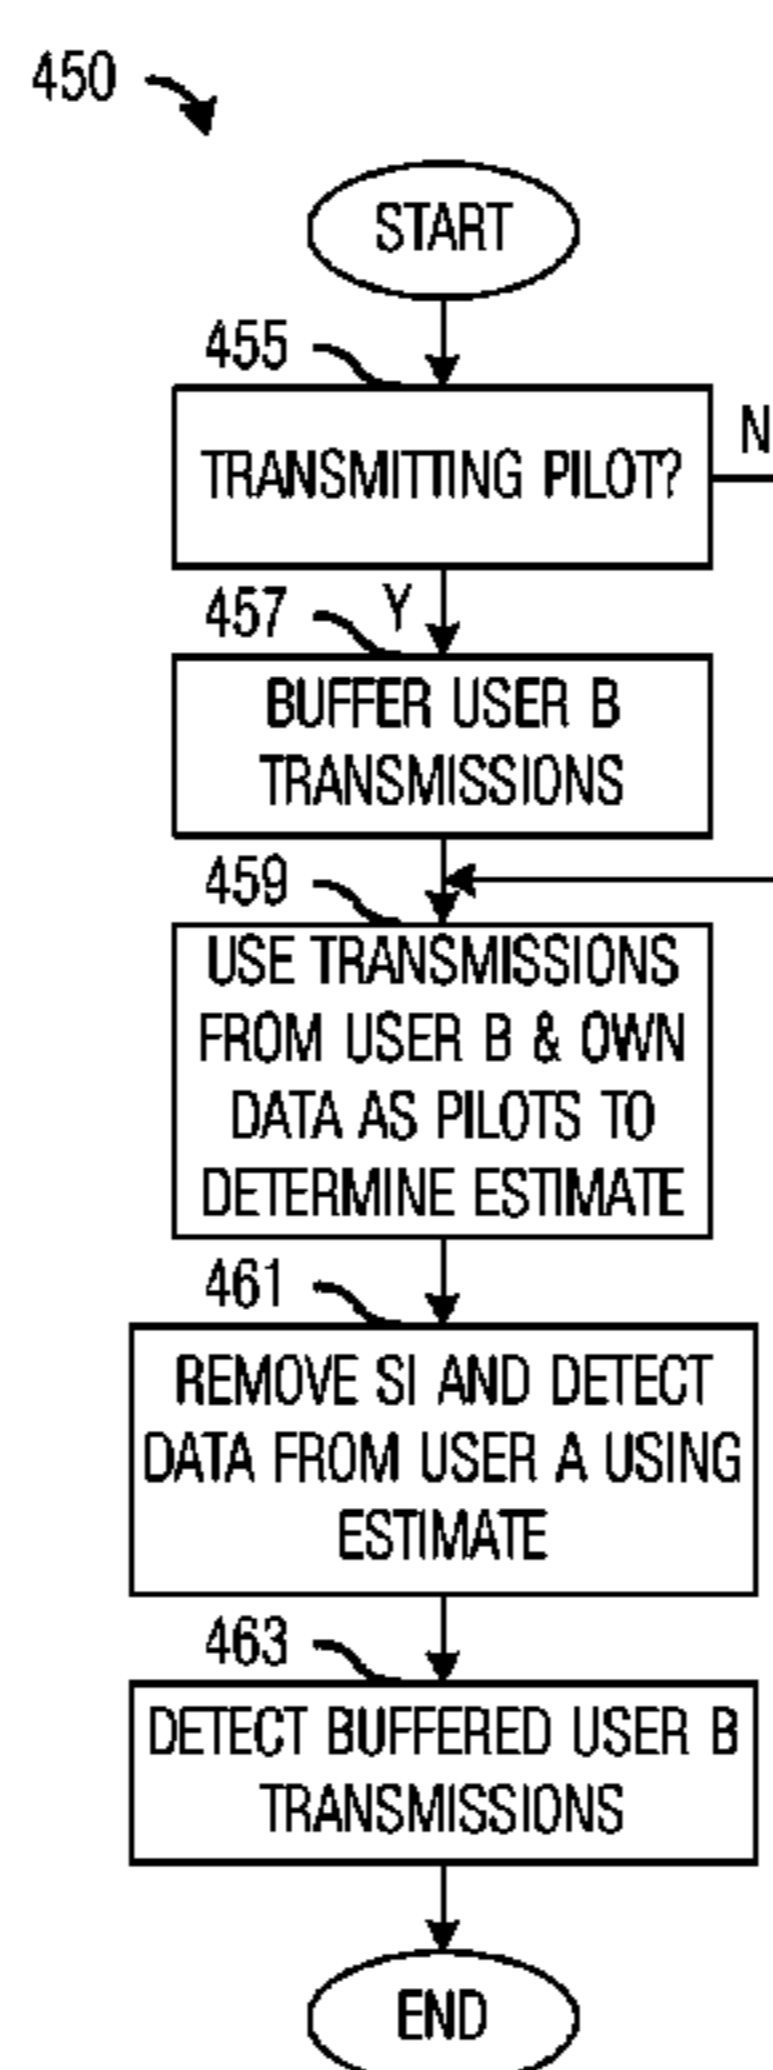 450
START
455
TRANSMITTING PILOT?
N
457
Y
BUFFER USER B
TRANSMISSIONS
459
USE TRANSMISSIONS
FROM USER B & OWN
DATA AS PILOTS TO
DETERMINE ESTIMATE
461
REMOVE SI AND DETECT
DATA FROM USER A USING
ESTIMATE
463
DETECT BUFFERED USER B
TRANSMISSIONS
END